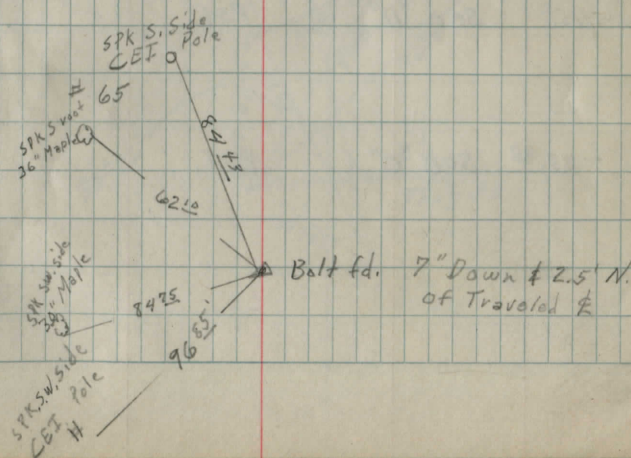 SPK S. Side
CEI Pole
# 65
SPK S root
36" Maple
84 43
62 10
Bolt fd. 7" Down & 2.5' N.
of Traveled ℄
SPK SW. Side
Maple
84 25
96 85'
SPK S.W. Side
CEI Pole
#